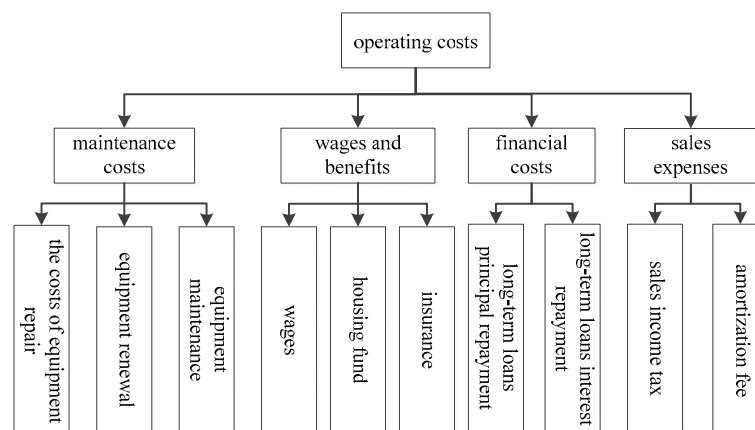 operating costs
maintenance
costs
wages and
benefits
financial
costs
sales
expenses
the costs of equipment
repair
equipment renewal
equipment
maintenance
wages
housing fund
insurance
long-term loans
principal repayment
long-term loans interest
repayment
sales income tax
amortization fee